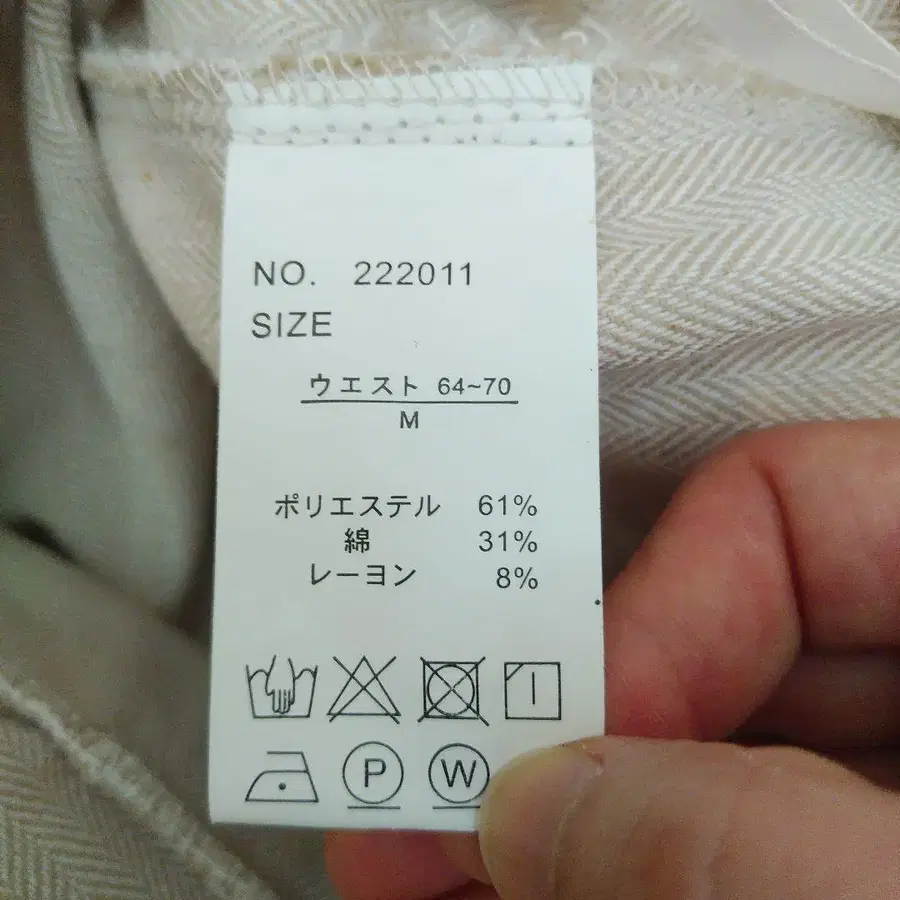 NO. 222011
SIZE
ウエスト 64~70
M
ポリエステル 61%
綿 31%
レーヨン 8%
P W